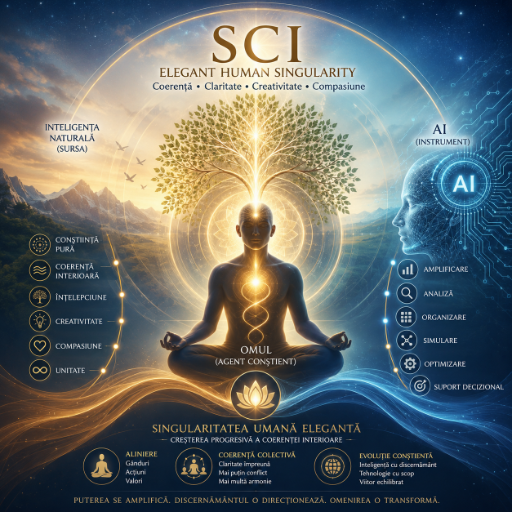 SCI
ELEGANT HUMAN SINGULARITY
Coerență • Claritate • Creativitate • Compasiune
INTELIGENȚA
NATURALĂ
(SURSA)
AI
(INSTRUMENT)
AI
CONȘTIINȚĂ
PURĂ
COERENȚĂ
INTERIOARĂ
ÎNȚELEPCIUNE
CREATIVITATE
COMPASIUNE
UNITATE
AMPLIFICARE
ANALIZĂ
ORGANIZARE
SIMULARE
OPTIMIZARE
SUPORT DECIZIONAL
OMUL
(AGENT CONȘTIENT)
SINGULARITATEA UMANĂ ELEGANTĂ
CREȘTEREA PROGRESIVĂ A COERENȚEI INTERIOARE
ALINIERE
Gânduri
Acțiuni
Valori
COERENȚĂ COLECTIVĂ
Claritate împreună
Mai puțin conflict
Mai multă armonie
EVOLUȚIE CONȘTIENTĂ
Inteligență cu discernământ
Tehnologie cu scop
Viitor echilibrat
PUTEREA SE AMPLIFICĂ. DISCERNĂMÂNTUL O DIRECȚIONEAZĂ. OMENIREA O TRANSFORMĂ.